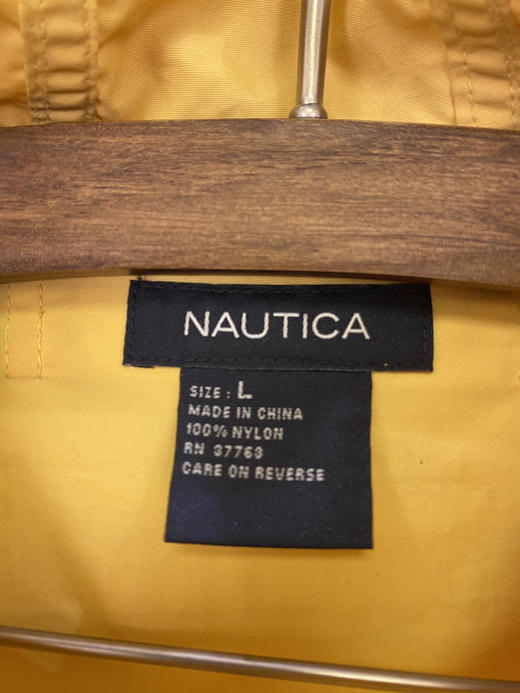 NAUTICA
SIZE : L
MADE IN CHINA
100% NYLON
RN 37763
CARE ON REVERSE